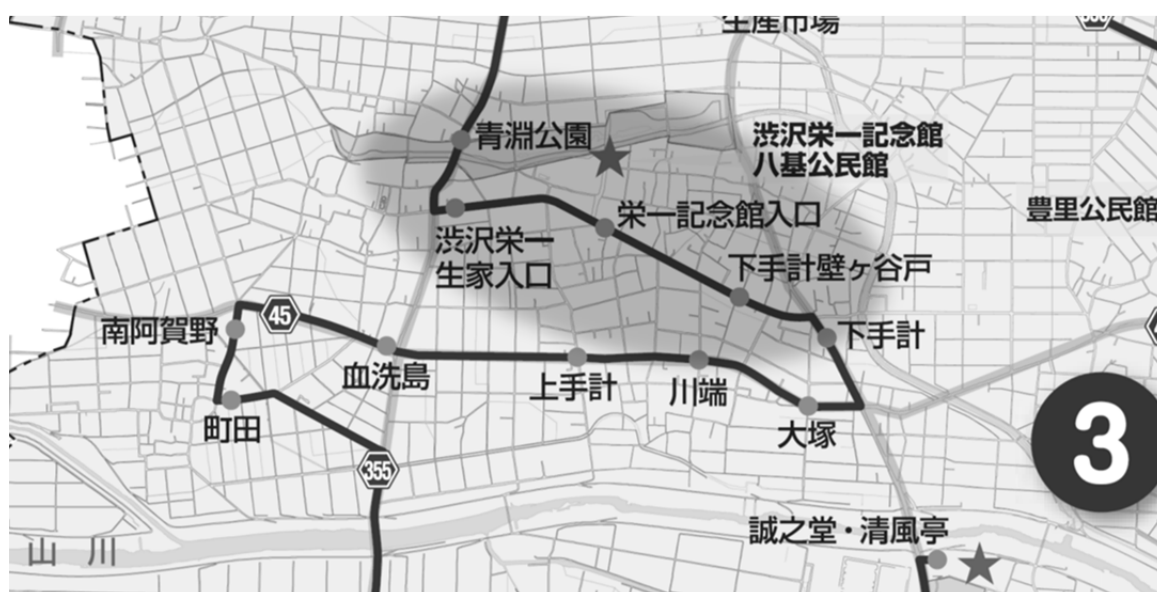 生産市場
青淵公園
渋沢栄一記念館
八基公民館
豊里公民館
栄一記念館入口
渋沢栄一
生家入口
下手計壁ヶ谷戸
45
南阿賀野
下手計
血洗島
上手計
川端
町田
大塚
355
3
誠之堂・清風亭
山川